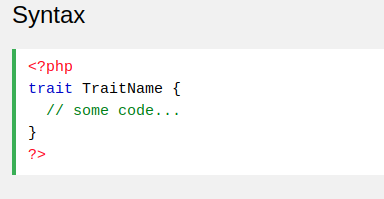 Syntax
<?php
trait TraitName {
  // some code...
}
?>